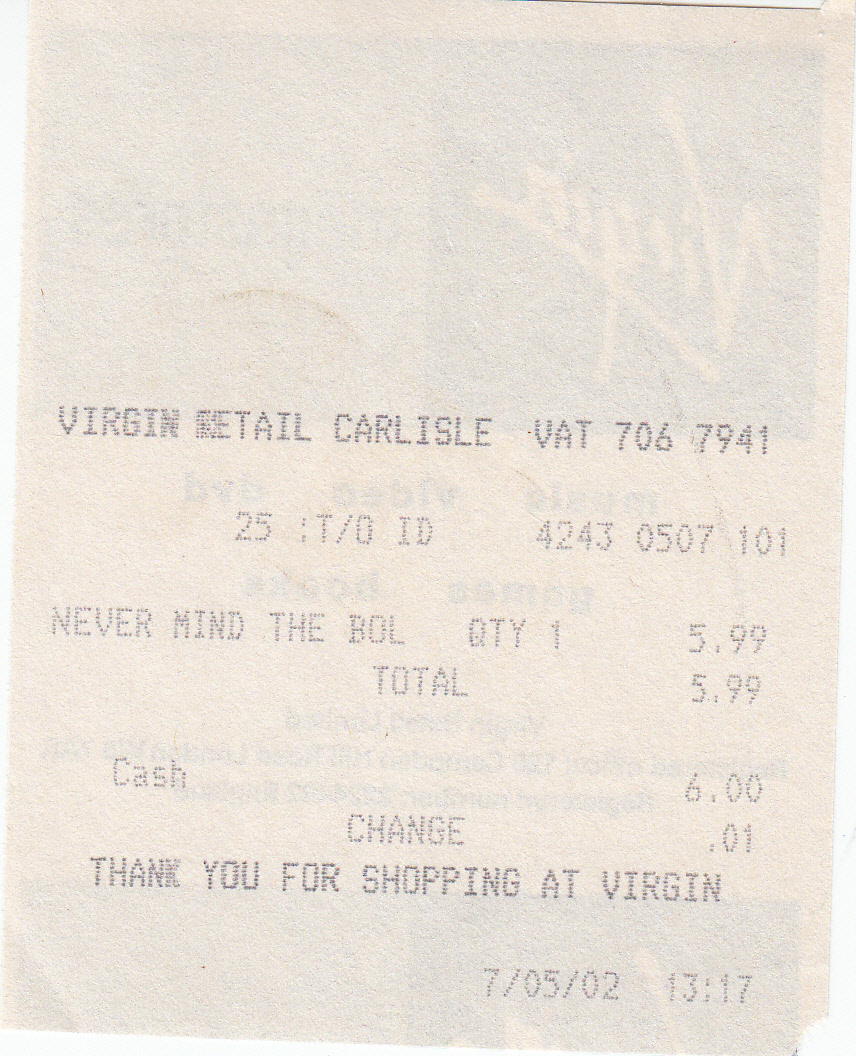 Virgin
VIRGIN RETAIL CARLISLE VAT 706 7941
music video dvd
25 :T/O ID 4243 0507 101
games books
NEVER MIND THE BOL QTY 1 5.99
TOTAL 5.99
Cash 6.00
CHANGE .01
THANK YOU FOR SHOPPING AT VIRGIN
7/05/02 13:17